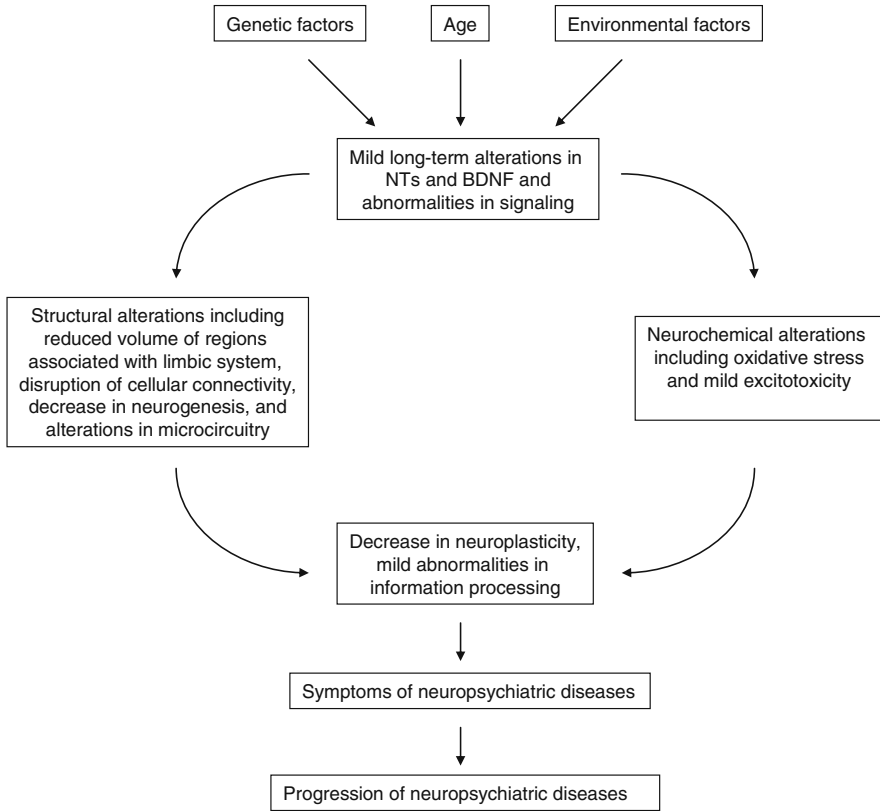 Genetic factors
Age
Environmental factors
Mild long-term alterations in
NTs and BDNF and
abnormalities in signaling
Structural alterations including
reduced volume of regions
associated with limbic system,
disruption of cellular connectivity,
decrease in neurogenesis, and
alterations in microcircuitry
Neurochemical alterations
including oxidative stress
and mild excitotoxicity
Decrease in neuroplasticity,
mild abnormalities in
information processing
Symptoms of neuropsychiatric diseases
Progression of neuropsychiatric diseases